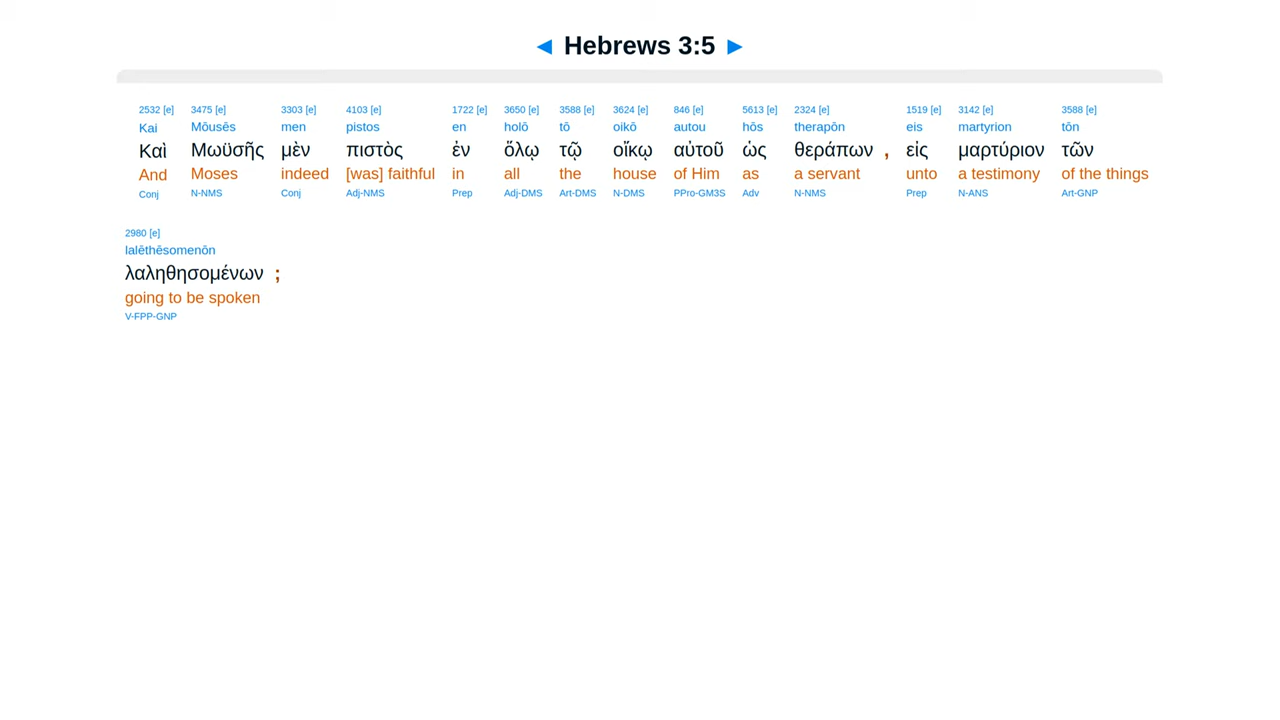 ◄ Hebrews 3:5 ►
2532 [e] 3475 [e] 3303 [e] 4103 [e] 1722 [e] 3650 [e] 3588 [e] 3624 [e] 846 [e] 5613 [e] 2324 [e] 1519 [e] 3142 [e] 3588 [e]
Kai Mōusēs men pistos en holō tō oikō autou hōs therapōn eis martyrion tōn
Καὶ Μωϋσῆς μὲν πιστὸς ἐν ὅλῳ τῷ οἴκῳ αὐτοῦ ὡς θεράπων , εἰς μαρτύριον τῶν
And Moses indeed [was] faithful in all the house of Him as a servant unto a testimony of the things
Conj N-NMS Conj Adj-NMS Prep Adj-DMS Art-DMS N-DMS PPro-GM3S Adv N-NMS Prep N-ANS Art-GNP
2980 [e]
lalēthēsomenōn
λαληθησομένων ;
going to be spoken
V-FPP-GNP